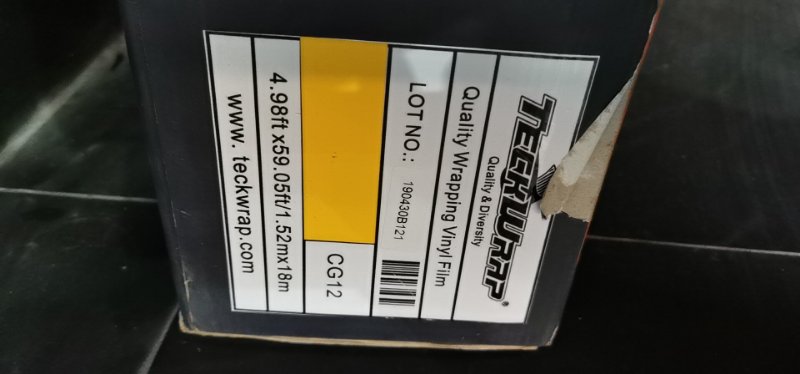 TECKWRAP®
Quality & Diversity
Quality Wrapping Vinyl Film
LOT NO.: 190430B121
CG12
4.98ft x59.05ft/1.52mx18m
www. teckwrap.com